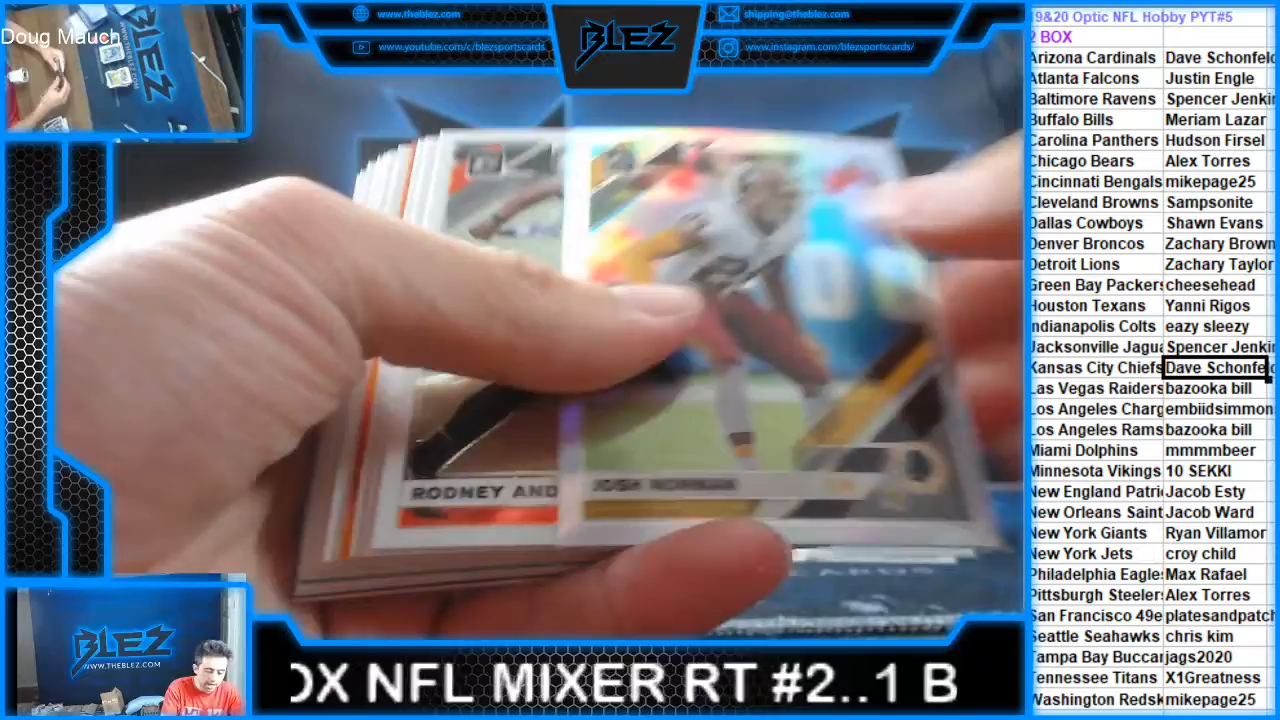 Doug Mauch
www.theblez.com
shipping@theblez.com
www.youtube.com/c/blezsportscards
www.instagram.com/blezsportscards/
BLEZ
RODNEY AND
JOSH NORMAN
BLEZ
WWW.THEBLEZ.COM
OX NFL MIXER RT #2..1 B
19&20 Optic NFL Hobby PYT#5
2 BOX
Arizona Cardinals Dave Schonfeld
Atlanta Falcons Justin Engle
Baltimore Ravens Spencer Jenkin
Buffalo Bills Meriam Lazar
Carolina Panthers Hudson Firsel
Chicago Bears Alex Torres
Cincinnati Bengals mikepage25
Cleveland Browns Sampsonite
Dallas Cowboys Shawn Evans
Denver Broncos Zachary Brown
Detroit Lions Zachary Taylor
Green Bay Packers cheesehead
Houston Texans Yanni Rigos
Indianapolis Colts eazy sleezy
Jacksonville Jagua Spencer Jenkin
Kansas City Chiefs Dave Schonfeld
Las Vegas Raiders bazooka bill
Los Angeles Charg embiidsimmon
Los Angeles Rams bazooka bill
Miami Dolphins mmmmbeer
Minnesota Vikings 10 SEKKI
New England Patri Jacob Esty
New Orleans Saint Jacob Ward
New York Giants Ryan Villamor
New York Jets croy child
Philadelphia Eagle Max Rafael
Pittsburgh Steelers Alex Torres
San Francisco 49e platesandpatch
Seattle Seahawks chris kim
Tampa Bay Buccar jags2020
Tennessee Titans X1Greatness
Washington Redsk mikepage25